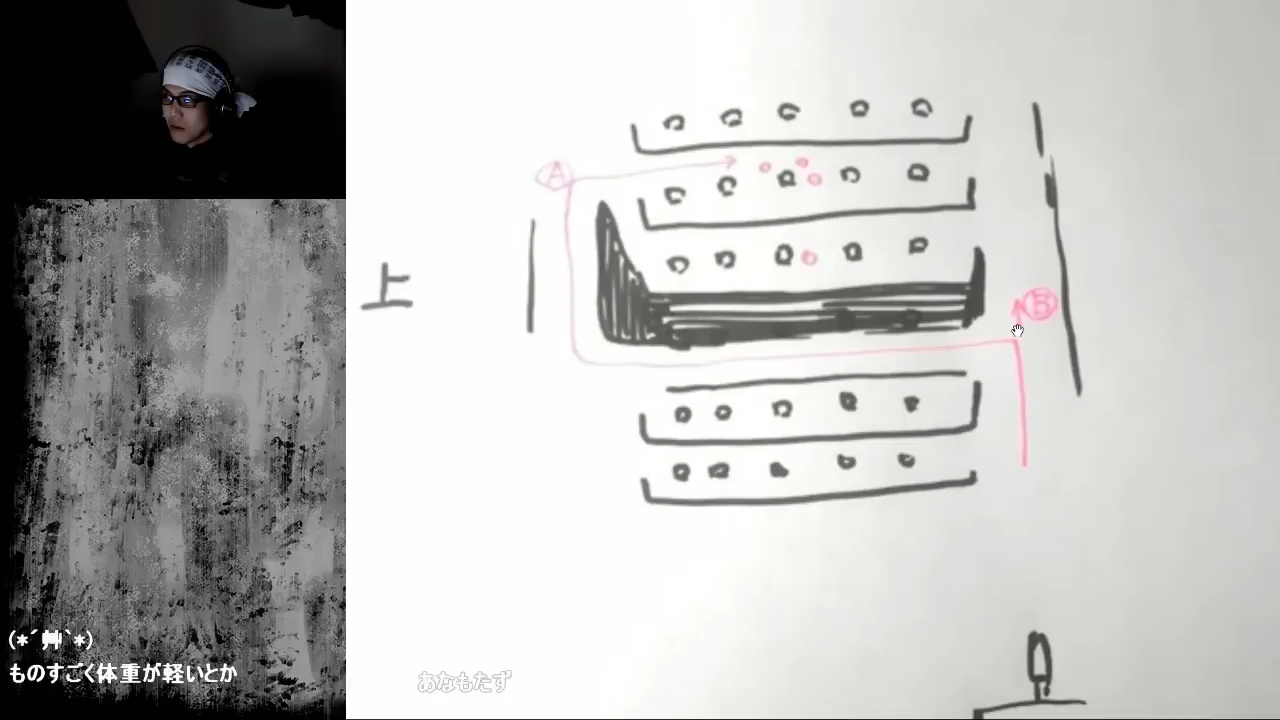 上
A
B
(*´艸`*)
ものすごく体重が軽いとか
あなもたず